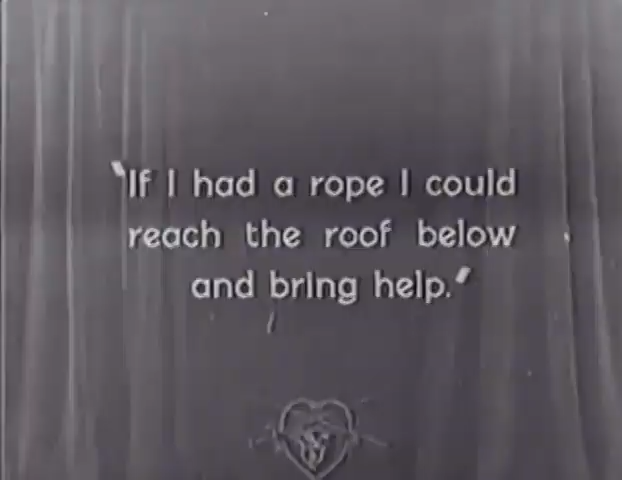 "If I had a rope I could
reach the roof below
and bring help."